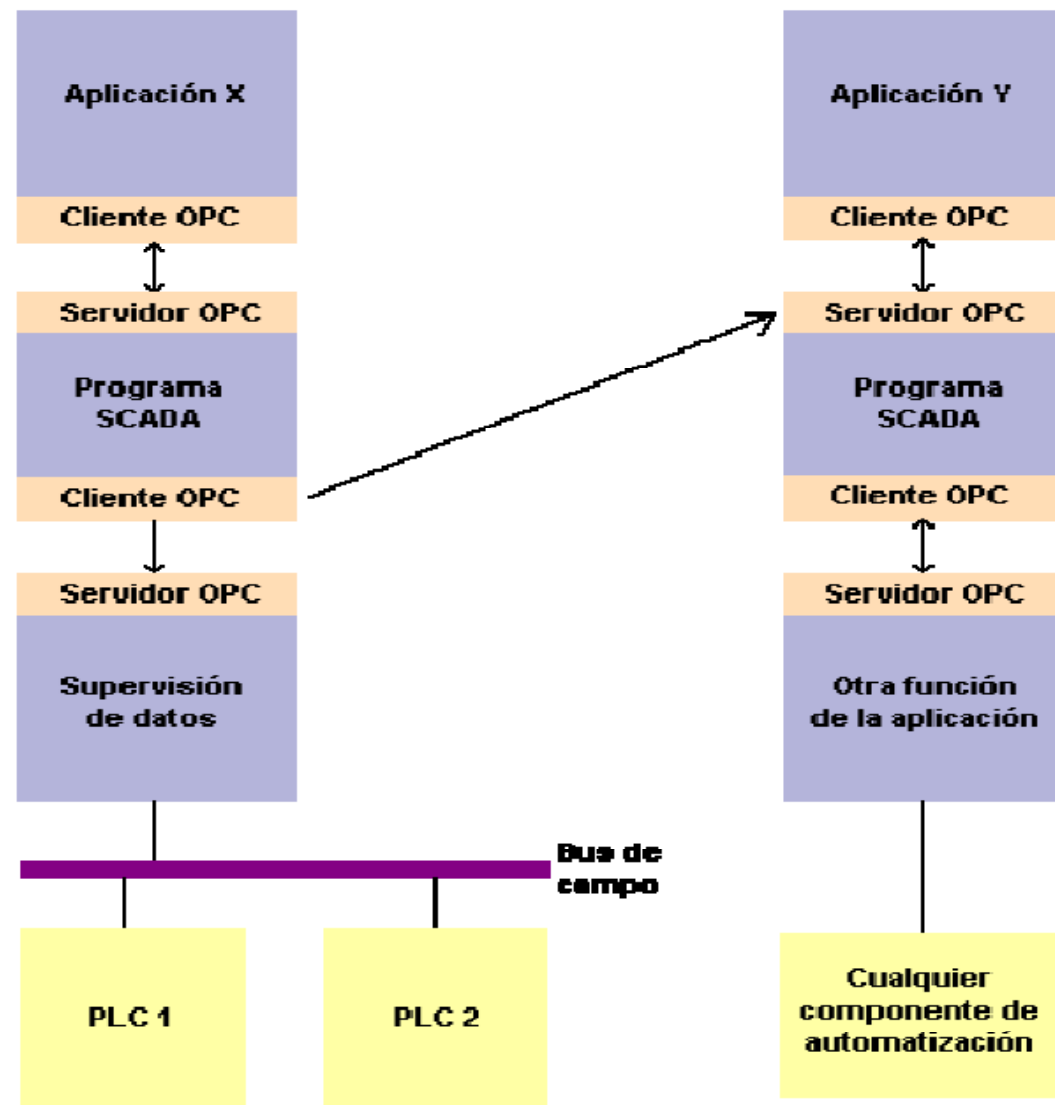 Aplicación X
Cliente OPC
Servidor OPC
Programa
SCADA
Cliente OPC
Servidor OPC
Supervisión
de datos
Bus de
campo
PLC 1
PLC 2
Aplicación Y
Cliente OPC
Servidor OPC
Programa
SCADA
Cliente OPC
Servidor OPC
Otra función
de la aplicación
Cualquier
componente de
automatización